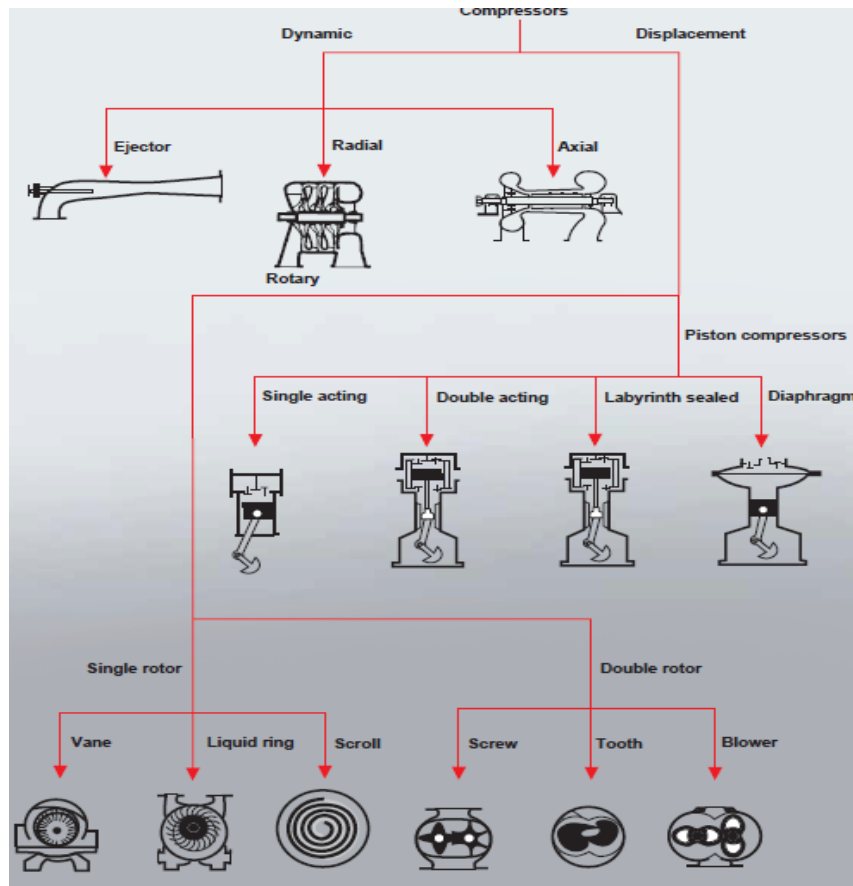 Compressors
Dynamic
Displacement
Ejector
Radial
Axial
Rotary
Piston compressors
Single acting
Double acting
Labyrinth sealed
Diaphragm
Single rotor
Double rotor
Vane
Liquid ring
Scroll
Screw
Tooth
Blower